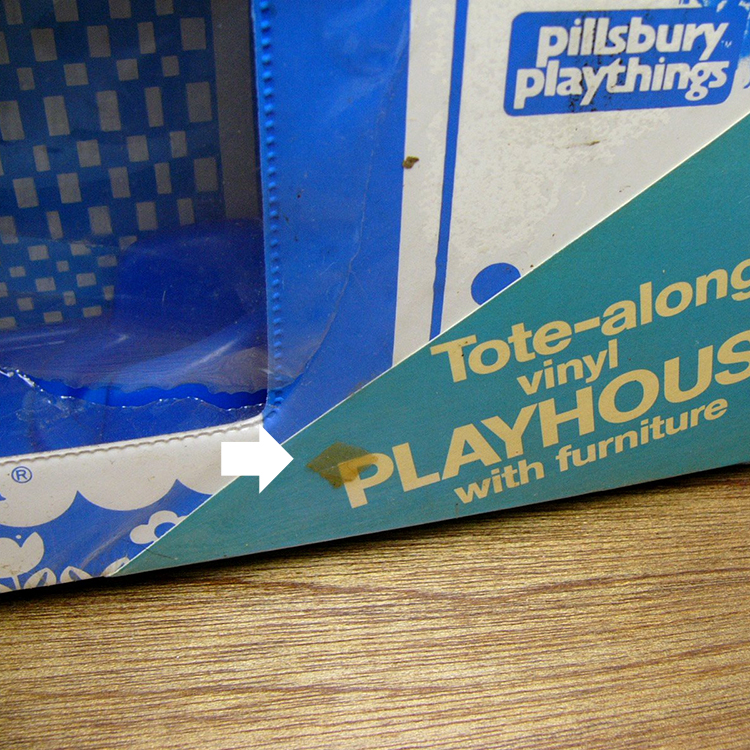 pillsbury
playthings
Tote-along
vinyl
PLAYHOUS
with furniture
®